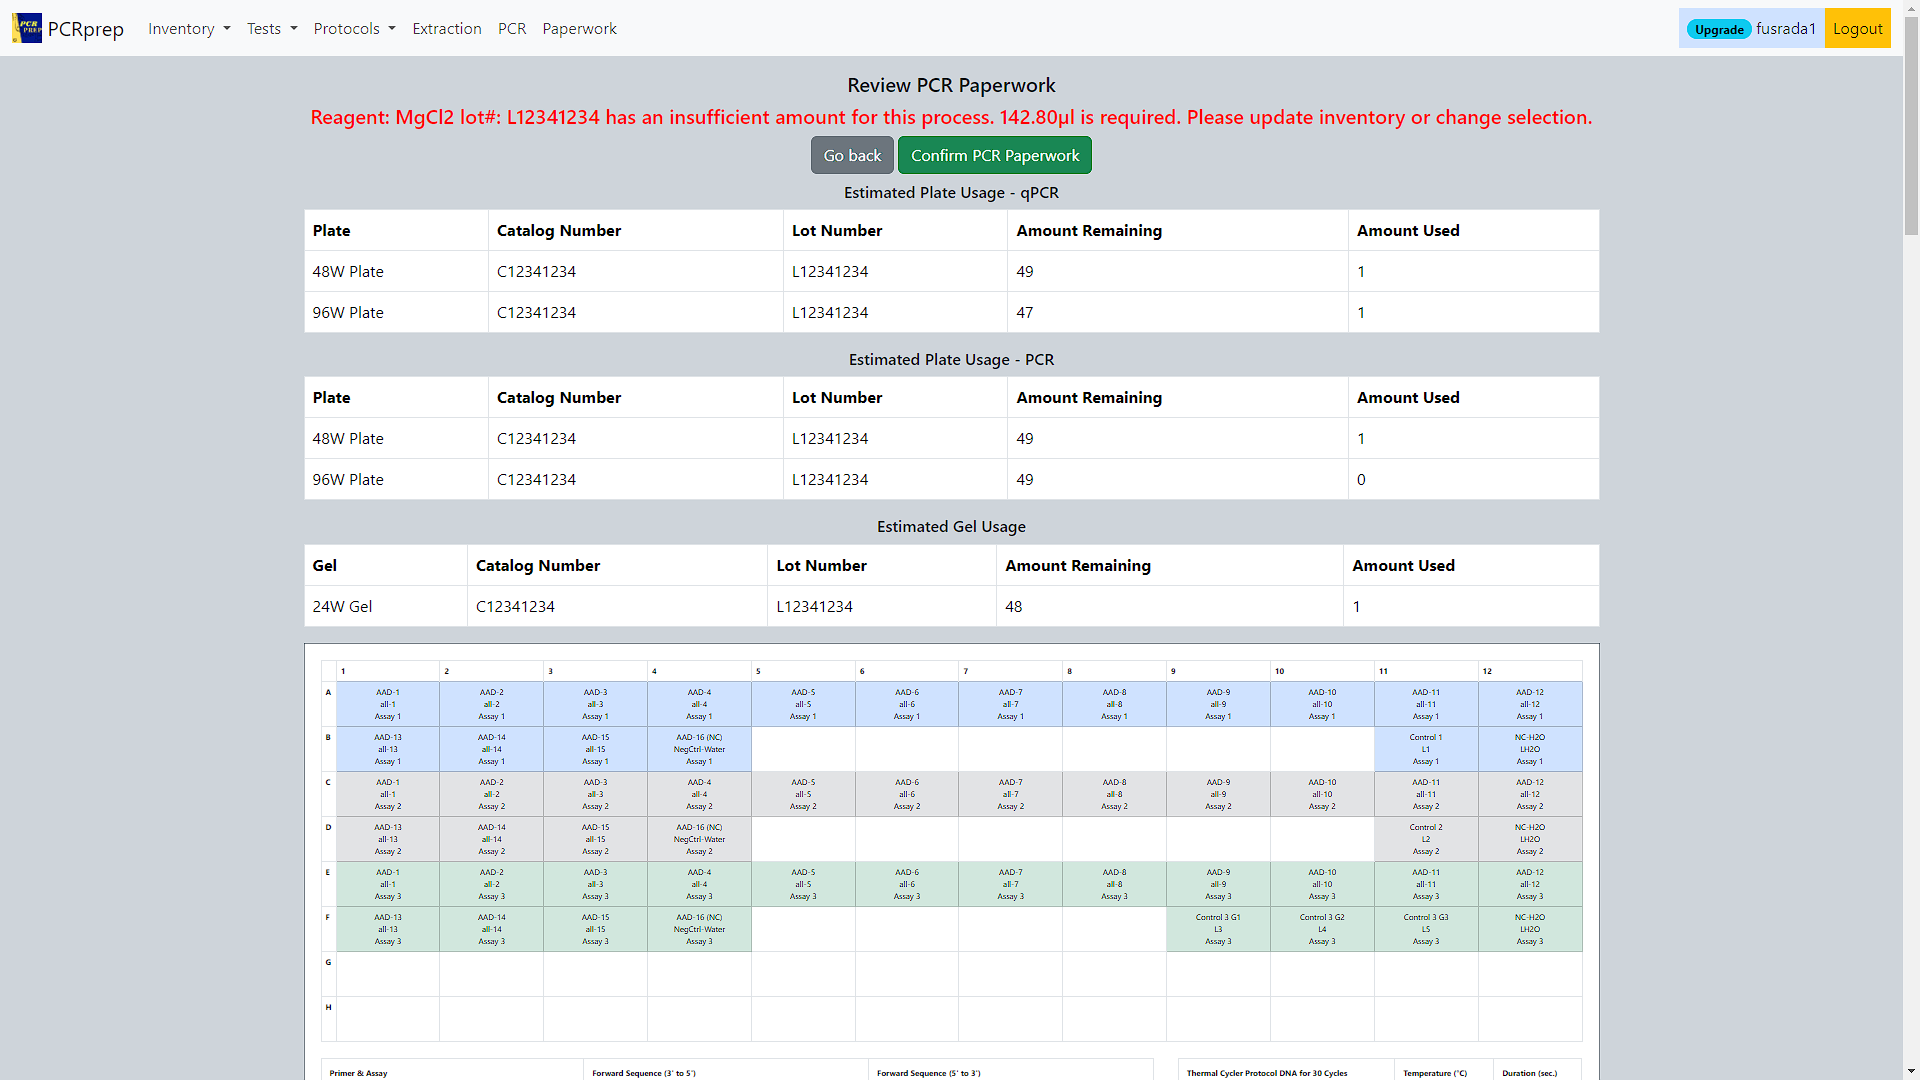 PCRprep Inventory Tests Protocols Extraction PCR Paperwork Upgrade fusrada1 Logout
Review PCR Paperwork
Reagent: MgCl2 lot#: L12341234 has an insufficient amount for this process. 142.80µl is required. Please update inventory or change selection.
Go back Confirm PCR Paperwork
Estimated Plate Usage - qPCR
Plate Catalog Number Lot Number Amount Remaining Amount Used
48W Plate C12341234 L12341234 49 1
96W Plate C12341234 L12341234 47 1
Estimated Plate Usage - PCR
Plate Catalog Number Lot Number Amount Remaining Amount Used
48W Plate C12341234 L12341234 49 1
96W Plate C12341234 L12341234 49 0
Estimated Gel Usage
Gel Catalog Number Lot Number Amount Remaining Amount Used
24W Gel C12341234 L12341234 48 1
1 2 3 4 5 6 7 8 9 10 11 12
A AAD-1 AAD-2 AAD-3 AAD-4 AAD-5 AAD-6 AAD-7 AAD-8 AAD-9 AAD-10 AAD-11 AAD-12
all-1 all-2 all-3 all-4 all-5 all-6 all-7 all-8 all-9 all-10 all-11 all-12
Assay 1 Assay 1 Assay 1 Assay 1 Assay 1 Assay 1 Assay 1 Assay 1 Assay 1 Assay 1 Assay 1 Assay 1
B AAD-13 AAD-14 AAD-15 AAD-16 (NC) Control 1 NC-H2O
all-13 all-14 all-15 NegCtrl-Water L1 LH2O
Assay 1 Assay 1 Assay 1 Assay 1 Assay 1 Assay 1
C AAD-1 AAD-2 AAD-3 AAD-4 AAD-5 AAD-6 AAD-7 AAD-8 AAD-9 AAD-10 AAD-11 AAD-12
all-1 all-2 all-3 all-4 all-5 all-6 all-7 all-8 all-9 all-10 all-11 all-12
Assay 2 Assay 2 Assay 2 Assay 2 Assay 2 Assay 2 Assay 2 Assay 2 Assay 2 Assay 2 Assay 2 Assay 2
D AAD-13 AAD-14 AAD-15 AAD-16 (NC) Control 2 NC-H2O
all-13 all-14 all-15 NegCtrl-Water L2 LH2O
Assay 2 Assay 2 Assay 2 Assay 2 Assay 2 Assay 2
E AAD-1 AAD-2 AAD-3 AAD-4 AAD-5 AAD-6 AAD-7 AAD-8 AAD-9 AAD-10 AAD-11 AAD-12
all-1 all-2 all-3 all-4 all-5 all-6 all-7 all-8 all-9 all-10 all-11 all-12
Assay 3 Assay 3 Assay 3 Assay 3 Assay 3 Assay 3 Assay 3 Assay 3 Assay 3 Assay 3 Assay 3 Assay 3
F AAD-13 AAD-14 AAD-15 AAD-16 (NC) Control 3 G1 Control 3 G2 Control 3 G3 NC-H2O
all-13 all-14 all-15 NegCtrl-Water L3 L4 L5 LH2O
Assay 3 Assay 3 Assay 3 Assay 3 Assay 3 Assay 3 Assay 3 Assay 3
G
H
Primer & Assay Forward Sequence (3' to 5') Forward Sequence (5' to 3') Thermal Cycler Protocol DNA for 30 Cycles Temperature (°C) Duration (sec.)